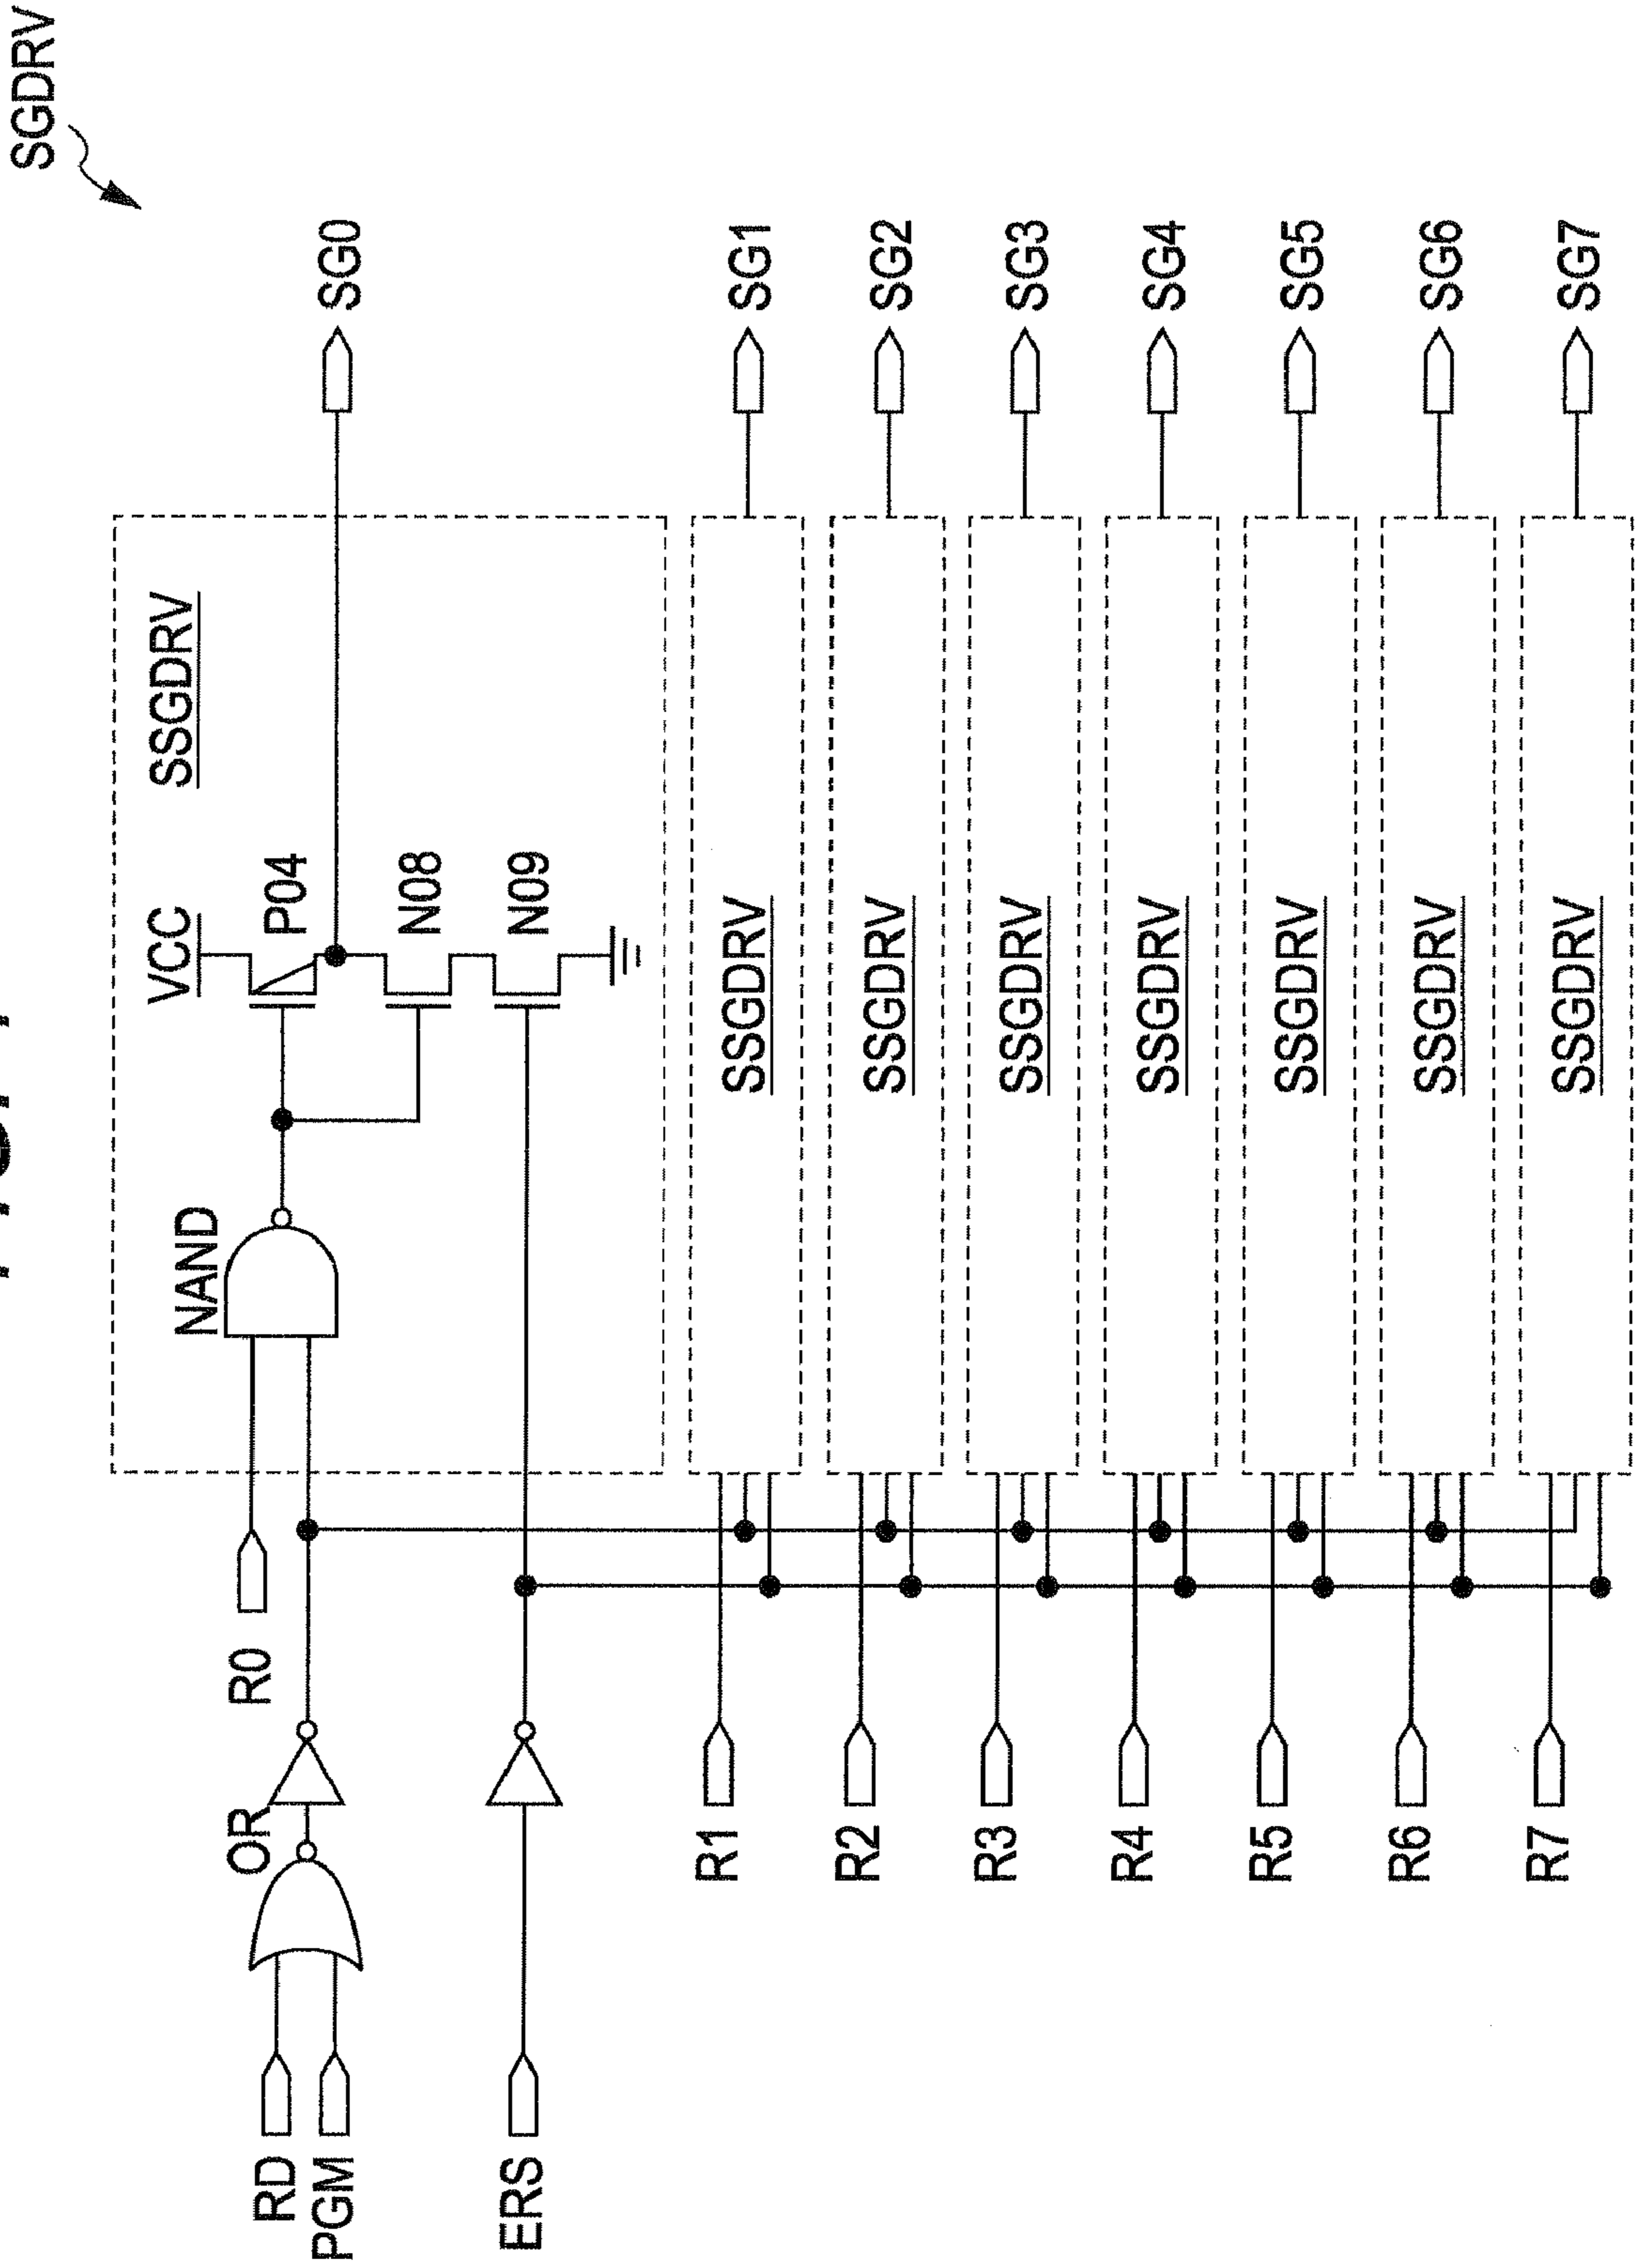 SGDRV
SSGDRV
VCC
P04
N08
N09
NAND
R0
OR
RD
PGM
ERS
SG0
R1
SSGDRV
SG1
R2
SSGDRV
SG2
R3
SSGDRV
SG3
R4
SSGDRV
SG4
R5
SSGDRV
SG5
R6
SSGDRV
SG6
R7
SSGDRV
SG7